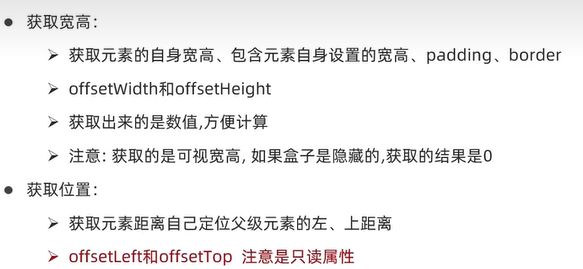 ● 获取宽高：
➢ 获取元素的自身宽高、包含元素自身设置的宽高、padding、border
➢ offsetWidth和offsetHeight
➢ 获取出来的是数值,方便计算
➢ 注意: 获取的是可视宽高, 如果盒子是隐藏的,获取的结果是0
● 获取位置：
➢ 获取元素距离自己定位父级元素的左、上距离
➢ offsetLeft和offsetTop 注意是只读属性